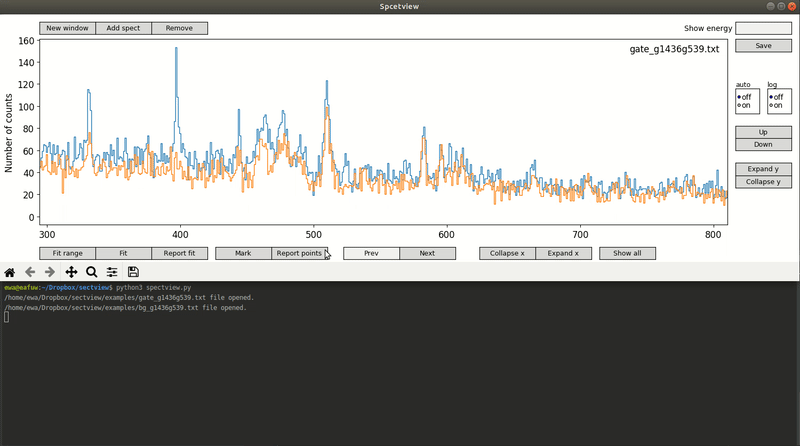 Spcetview
New window Add spect Remove Show energy
gate_g1436g539.txt
Save
Number of counts
160
140
120
100
80
60
40
20
0
300 400 500 600 700 800
auto log
off off
on on
Up
Down
Expand y
Collapse y
Fit range Fit Report fit Mark Report points Prev Next Collapse x Expand x Show all
ewa@eafuw:~/Dropbox/sectview$ python3 spectview.py
/home/ewa/Dropbox/sectview/examples/gate_g1436g539.txt file opened.
/home/ewa/Dropbox/sectview/examples/bg_g1436g539.txt file opened.